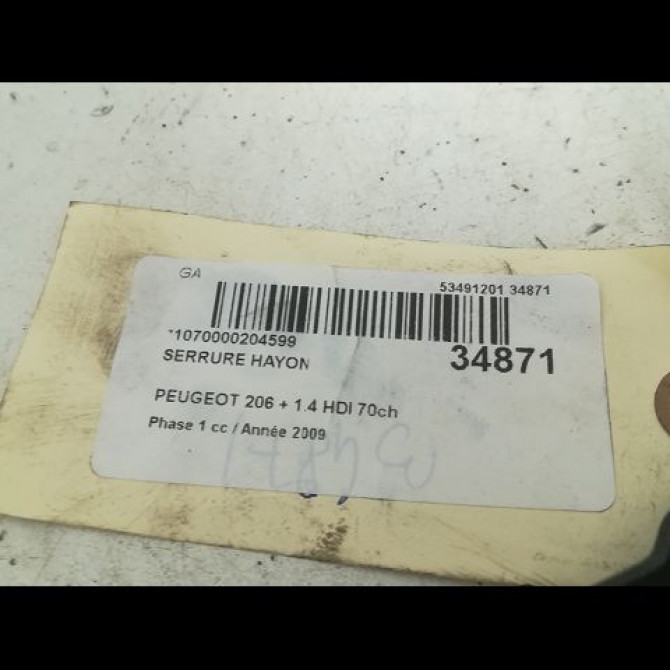 GA
53491201 34871
*1070000204599
34871
SERRURE HAYON
PEUGEOT 206 + 1.4 HDI 70ch
Phase 1 cc / Année 2009